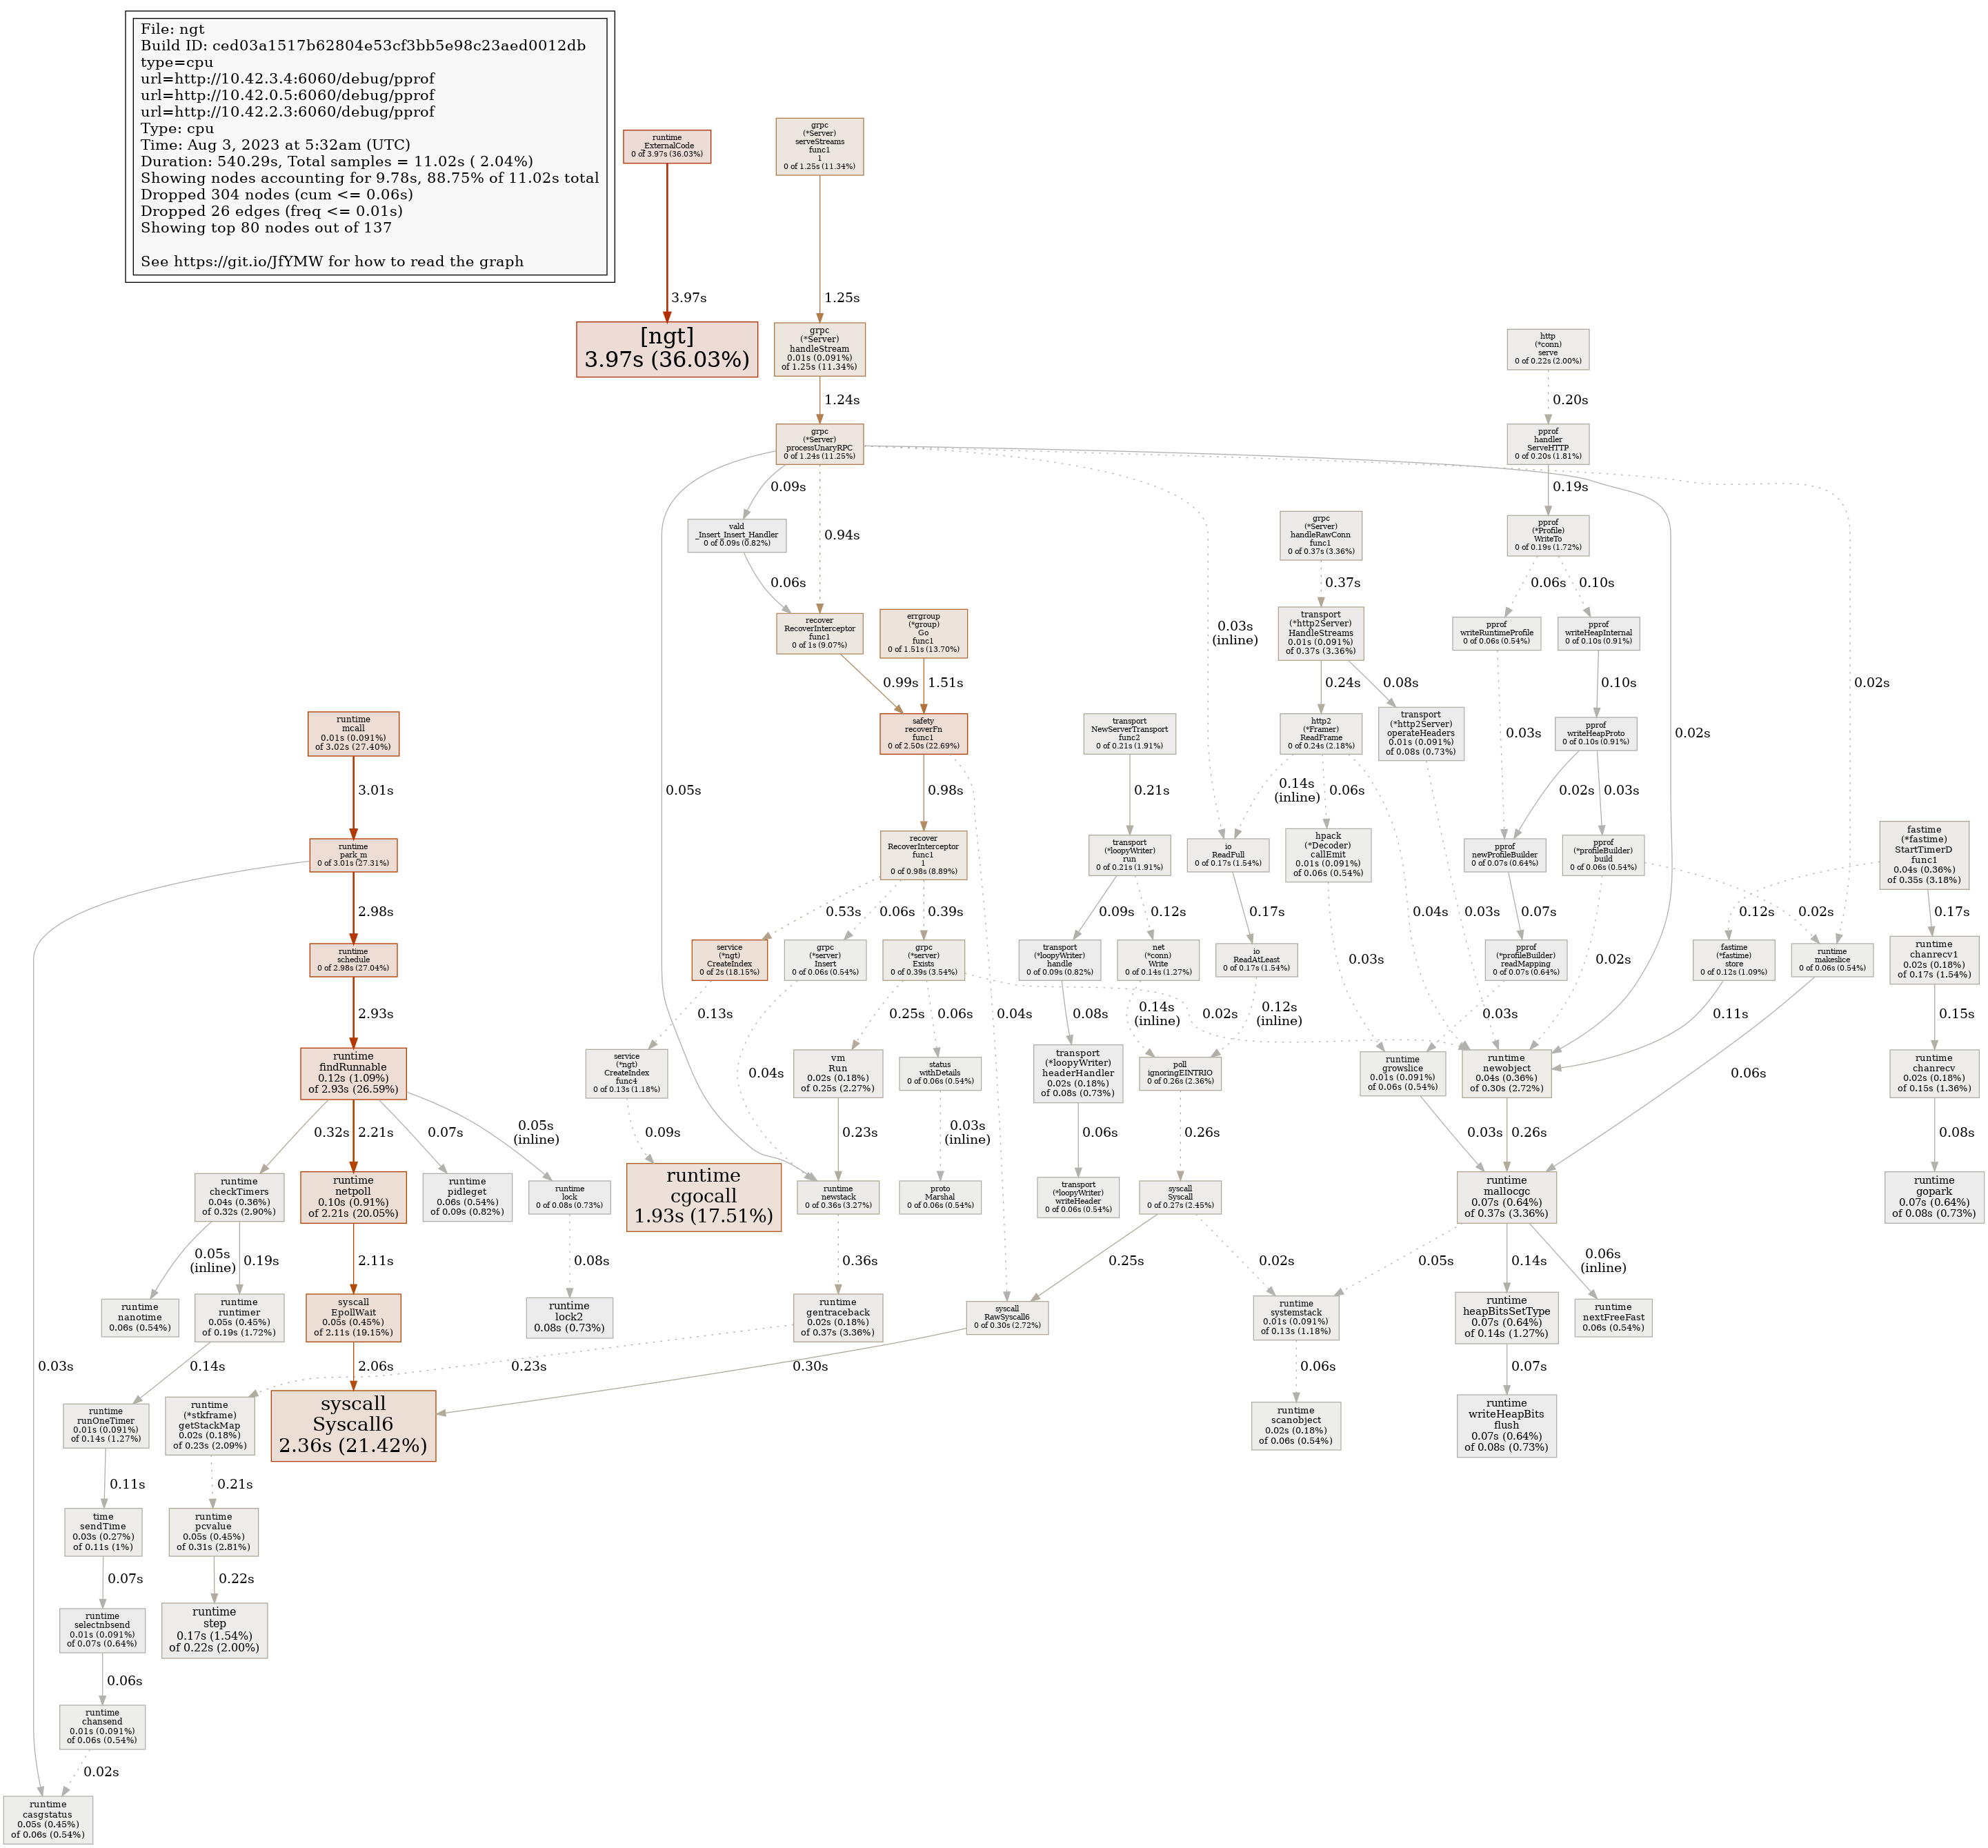 File: ngt
Build ID: ced03a1517b62804e53cf3bb5e98c23aed0012db
type=cpu
url=http://10.42.3.4:6060/debug/pprof
url=http://10.42.0.5:6060/debug/pprof
url=http://10.42.2.3:6060/debug/pprof
Type: cpu
Time: Aug 3, 2023 at 5:32am (UTC)
Duration: 540.29s, Total samples = 11.02s ( 2.04%)
Showing nodes accounting for 9.78s, 88.75% of 11.02s total
Dropped 304 nodes (cum <= 0.06s)
Dropped 26 edges (freq <= 0.01s)
Showing top 80 nodes out of 137
See https://git.io/JfYMW for how to read the graph
runtime
_ExternalCode
0 of 3.97s (36.03%)
grpc
(*Server)
serveStreams
func1
1
0 of 1.25s (11.34%)
3.97s
1.25s
[ngt]
3.97s (36.03%)
grpc
(*Server)
handleStream
0.01s (0.091%)
of 1.25s (11.34%)
http
(*conn)
serve
0 of 0.22s (2.00%)
1.24s
0.20s
grpc
(*Server)
processUnaryRPC
0 of 1.24s (11.25%)
pprof
handler
ServeHTTP
0 of 0.20s (1.81%)
0.09s
0.19s
vald
_Insert_Insert_Handler
0 of 0.09s (0.82%)
0.94s
grpc
(*Server)
handleRawConn
func1
0 of 0.37s (3.36%)
pprof
(*Profile)
WriteTo
0 of 0.19s (1.72%)
0.06s
0.37s
0.06s
0.10s
recover
RecoverInterceptor
func1
0 of 1s (9.07%)
errgroup
(*group)
Go
func1
0 of 1.51s (13.70%)
0.03s
(inline)
transport
(*http2Server)
HandleStreams
0.01s (0.091%)
of 0.37s (3.36%)
pprof
writeRuntimeProfile
0 of 0.06s (0.54%)
pprof
writeHeapInternal
0 of 0.10s (0.91%)
0.99s
1.51s
0.24s
0.08s
0.10s
0.02s
runtime
mcall
0.01s (0.091%)
of 3.02s (27.40%)
safety
recoverFn
func1
0 of 2.50s (22.69%)
transport
NewServerTransport
func2
0 of 0.21s (1.91%)
http2
(*Framer)
ReadFrame
0 of 0.24s (2.18%)
transport
(*http2Server)
operateHeaders
0.01s (0.091%)
of 0.08s (0.73%)
0.03s
pprof
writeHeapProto
0 of 0.10s (0.91%)
0.02s
3.01s
0.05s
0.98s
0.21s
0.14s
(inline)
0.06s
0.02s
0.03s
runtime
park_m
0 of 3.01s (27.31%)
recover
RecoverInterceptor
func1
1
0 of 0.98s (8.89%)
transport
(*loopyWriter)
run
0 of 0.21s (1.91%)
io
ReadFull
0 of 0.17s (1.54%)
hpack
(*Decoder)
callEmit
0.01s (0.091%)
of 0.06s (0.54%)
pprof
newProfileBuilder
0 of 0.07s (0.64%)
pprof
(*profileBuilder)
build
0 of 0.06s (0.54%)
fastime
(*fastime)
StartTimerD
func1
0.04s (0.36%)
of 0.35s (3.18%)
2.98s
0.53s
0.06s
0.39s
0.09s
0.12s
0.17s
0.04s
0.03s
0.07s
0.02s
0.12s
0.17s
runtime
schedule
0 of 2.98s (27.04%)
service
(*ngt)
CreateIndex
0 of 2s (18.15%)
grpc
(*server)
Insert
0 of 0.06s (0.54%)
grpc
(*server)
Exists
0 of 0.39s (3.54%)
transport
(*loopyWriter)
handle
0 of 0.09s (0.82%)
net
(*conn)
Write
0 of 0.14s (1.27%)
io
ReadAtLeast
0 of 0.17s (1.54%)
0.03s
pprof
(*profileBuilder)
readMapping
0 of 0.07s (0.64%)
0.02s
fastime
(*fastime)
store
0 of 0.12s (1.09%)
runtime
makeslice
0 of 0.06s (0.54%)
runtime
chanrecv1
0.02s (0.18%)
of 0.17s (1.54%)
2.93s
0.13s
0.25s
0.06s
0.04s
0.08s
0.14s
(inline)
0.02s
0.12s
(inline)
0.03s
0.11s
0.15s
runtime
findRunnable
0.12s (1.09%)
of 2.93s (26.59%)
service
(*ngt)
CreateIndex
func4
0 of 0.13s (1.18%)
0.04s
vm
Run
0.02s (0.18%)
of 0.25s (2.27%)
status
withDetails
0 of 0.06s (0.54%)
transport
(*loopyWriter)
headerHandler
0.02s (0.18%)
of 0.08s (0.73%)
poll
ignoringEINTRIO
0 of 0.26s (2.36%)
runtime
growslice
0.01s (0.091%)
of 0.06s (0.54%)
runtime
newobject
0.04s (0.36%)
of 0.30s (2.72%)
0.06s
runtime
chanrecv
0.02s (0.18%)
of 0.15s (1.36%)
0.32s
2.21s
0.07s
0.05s
(inline)
0.09s
0.23s
0.03s
(inline)
0.06s
0.26s
0.03s
0.26s
0.08s
runtime
checkTimers
0.04s (0.36%)
of 0.32s (2.90%)
runtime
netpoll
0.10s (0.91%)
of 2.21s (20.05%)
runtime
pidleget
0.06s (0.54%)
of 0.09s (0.82%)
runtime
lock
0 of 0.08s (0.73%)
runtime
cgocall
1.93s (17.51%)
runtime
newstack
0 of 0.36s (3.27%)
proto
Marshal
0 of 0.06s (0.54%)
transport
(*loopyWriter)
writeHeader
0 of 0.06s (0.54%)
syscall
Syscall
0 of 0.27s (2.45%)
runtime
mallocgc
0.07s (0.64%)
of 0.37s (3.36%)
runtime
gopark
0.07s (0.64%)
of 0.08s (0.73%)
0.05s
(inline)
0.19s
2.11s
0.08s
0.36s
0.25s
0.02s
0.05s
0.14s
0.06s
(inline)
runtime
nanotime
0.06s (0.54%)
runtime
runtimer
0.05s (0.45%)
of 0.19s (1.72%)
syscall
EpollWait
0.05s (0.45%)
of 2.11s (19.15%)
runtime
lock2
0.08s (0.73%)
runtime
gentraceback
0.02s (0.18%)
of 0.37s (3.36%)
syscall
RawSyscall6
0 of 0.30s (2.72%)
runtime
systemstack
0.01s (0.091%)
of 0.13s (1.18%)
runtime
heapBitsSetType
0.07s (0.64%)
of 0.14s (1.27%)
runtime
nextFreeFast
0.06s (0.54%)
0.03s
0.14s
2.06s
0.23s
0.30s
0.06s
0.07s
runtime
runOneTimer
0.01s (0.091%)
of 0.14s (1.27%)
runtime
(*stkframe)
getStackMap
0.02s (0.18%)
of 0.23s (2.09%)
syscall
Syscall6
2.36s (21.42%)
runtime
scanobject
0.02s (0.18%)
of 0.06s (0.54%)
runtime
writeHeapBits
flush
0.07s (0.64%)
of 0.08s (0.73%)
0.11s
0.21s
time
sendTime
0.03s (0.27%)
of 0.11s (1%)
runtime
pcvalue
0.05s (0.45%)
of 0.31s (2.81%)
0.07s
0.22s
runtime
selectnbsend
0.01s (0.091%)
of 0.07s (0.64%)
runtime
step
0.17s (1.54%)
of 0.22s (2.00%)
0.06s
runtime
chansend
0.01s (0.091%)
of 0.06s (0.54%)
0.02s
runtime
casgstatus
0.05s (0.45%)
of 0.06s (0.54%)